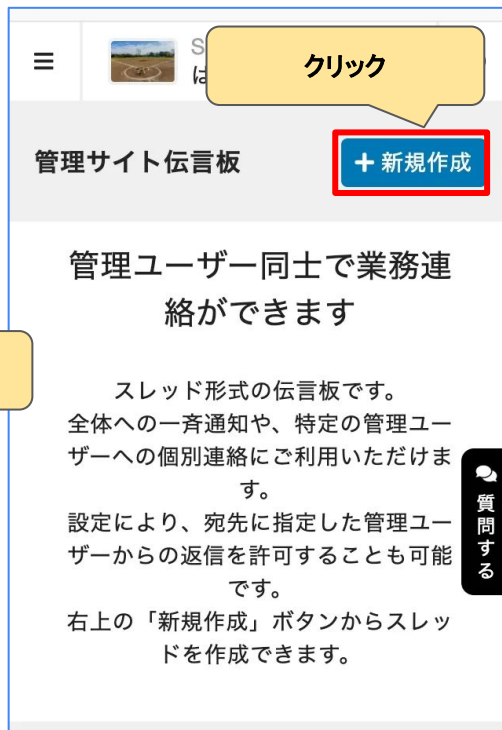 クリック
管理サイト伝言板
+ 新規作成
管理ユーザー同士で業務連
絡ができます
スレッド形式の伝言板です。
全体への一斉通知や、特定の管理ユー
ザーへの個別連絡にご利用いただけま
す。
設定により、宛先に指定した管理ユー
ザーからの返信を許可することも可能
です。
右上の「新規作成」ボタンからスレッ
ドを作成できます。
質問する